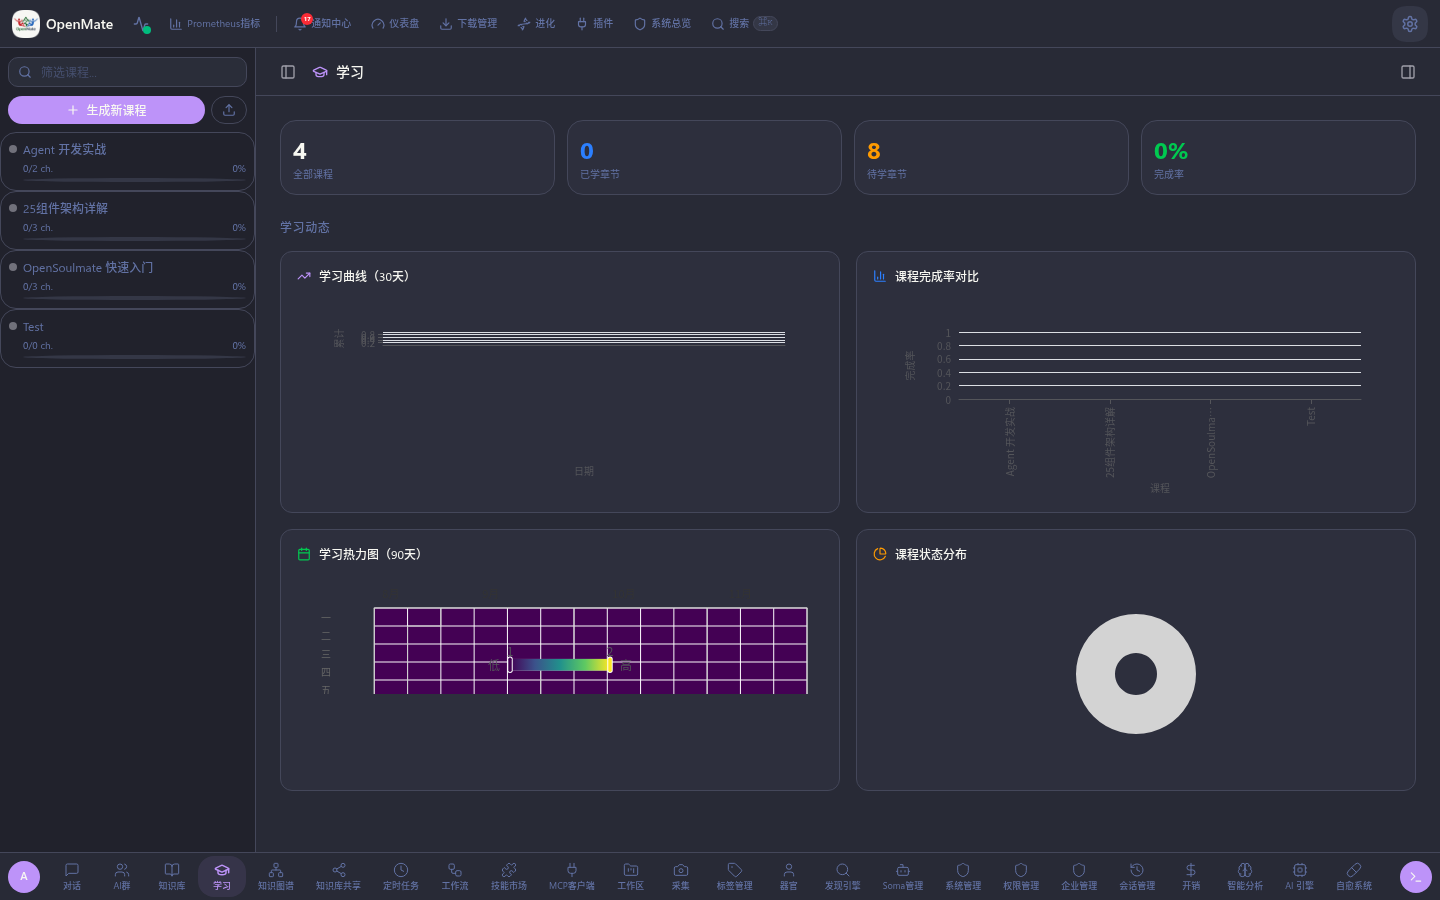 OpenMate
Prometheus指标
17
通知中心
仪表盘
下载管理
进化
插件
系统总览
搜索
⌘K
筛选课程...
生成新课程
Agent 开发实战
0/2 ch.
0%
25组件架构详解
0/3 ch.
0%
OpenSoulmate 快速入门
0/3 ch.
0%
Test
0/0 ch.
0%
学习
4
全部课程
0
已学章节
8
待学章节
0%
完成率
学习动态
学习曲线（30天）
日期
课程完成率对比
完成率
1
0.8
0.6
0.4
0.2
0
Agent 开发实战
25组件架构详解
OpenSoulma…
Test
课程
学习热力图（90天）
一
二
三
四
五
低
高
课程状态分布
A
对话
AI群
知识库
学习
知识图谱
知识库共享
定时任务
工作流
技能市场
MCP客户端
工作区
采集
标签管理
器官
发现引擎
Soma管理
系统管理
权限管理
企业管理
会话管理
开销
智能分析
AI 引擎
自愈系统